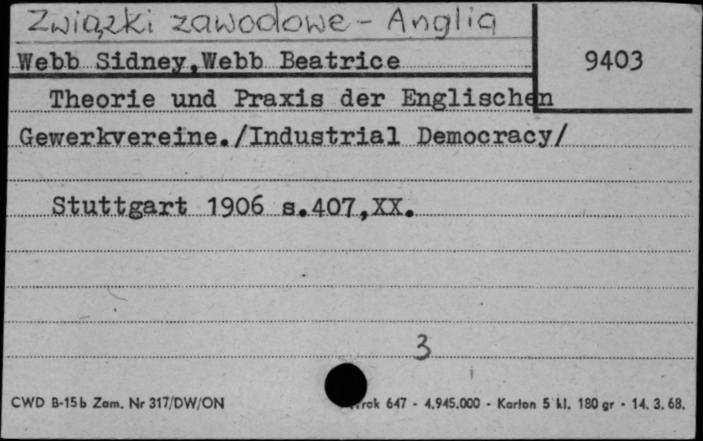 Związki zawodowe - Anglia
Webb Sidney,Webb Beatrice
9403
Theorie und Praxis der Englischen
Gewerkvereine./Industrial Democracy/
Stuttgart 1906 s.407,XX.
3
CWD B-15b Zam. Nr 317/DW/ON 647 - 4.945.000 - Karton 5 kl. 180 gr - 14. 3. 68.